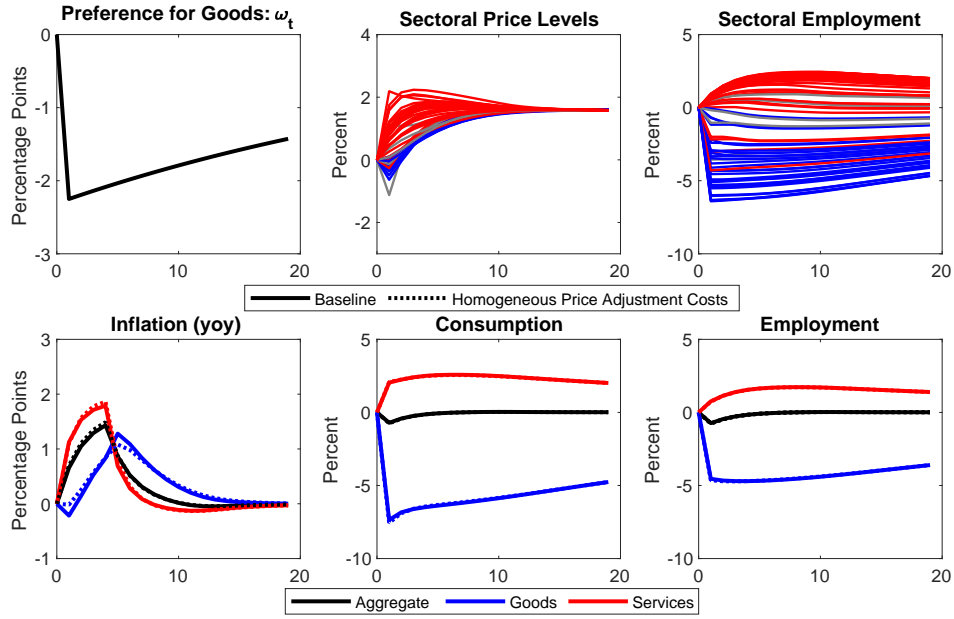 Preference for Goods: ωt
Percentage Points
0
-1
-2
-3
0 10 20
Sectoral Price Levels
Percent
4
2
0
-2
0 10 20
Sectoral Employment
Percent
5
0
-5
-10
0 10 20
Baseline Homogeneous Price Adjustment Costs
Inflation (yoy)
Percentage Points
3
2
1
0
-1
0 10 20
Consumption
Percent
5
0
-5
-10
0 10 20
Employment
Percent
5
0
-5
-10
0 10 20
Aggregate Goods Services